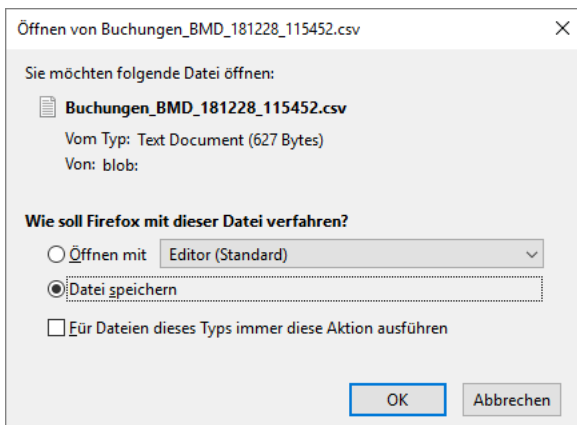 Öffnen von Buchungen_BMD_181228_115452.csv
Sie möchten folgende Datei öffnen:
Buchungen_BMD_181228_115452.csv
Vom Typ: Text Document (627 Bytes)
Von: blob:
Wie soll Firefox mit dieser Datei verfahren?
Öffnen mit Editor (Standard)
Datei speichern
Für Dateien dieses Typs immer diese Aktion ausführen
OK Abbrechen